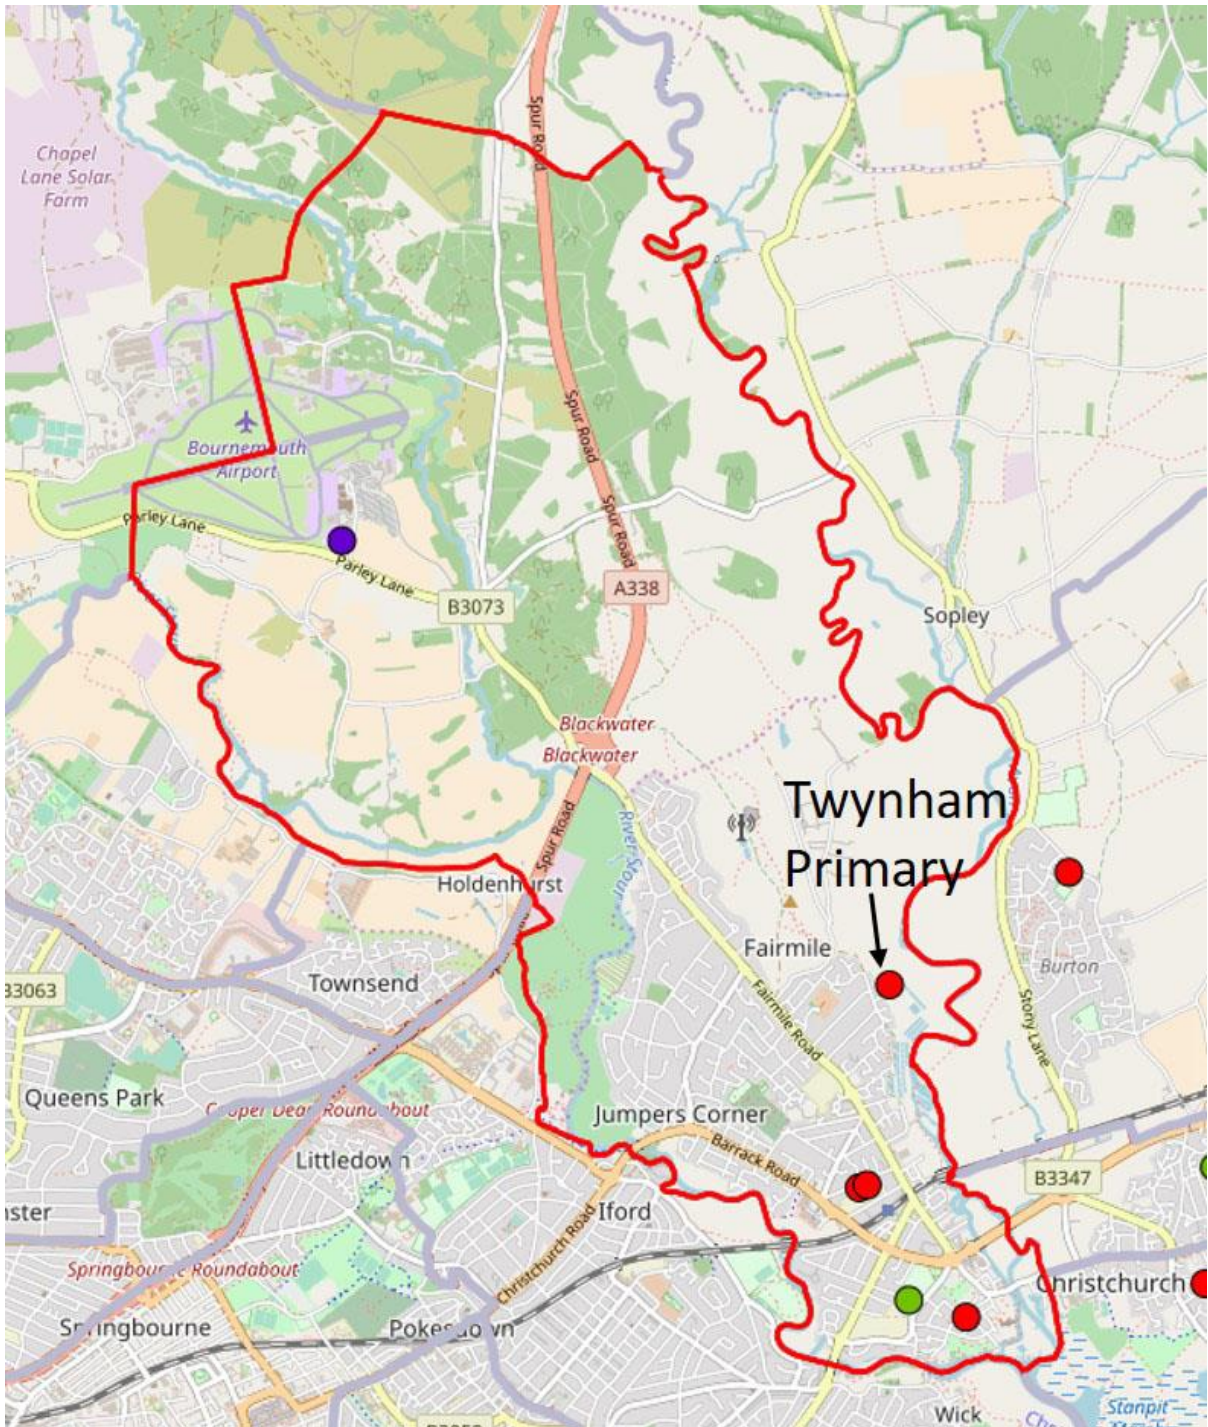 Spur Road
Chapel
Lane Solar
Farm
Spur Road
Bournemouth
Airport
Parley Lane
Spur Road
Parley Lane
A338
B3073
Sopley
Blackwater
Blackwater
Twynham
Primary
River Stour
Spur Road
Holdenhurst
Fairmile
Burton
Townsend
B3063
Fairmile Road
Stony Lane
Queens Park
Cooper Dean Roundabout
Jumpers Corner
Barrack Road
Littledown
B3347
Iford
Christchurch Road
Springbourne Roundabout
Christchurch
Springbourne
Pokesdown
Wick
Stanpit